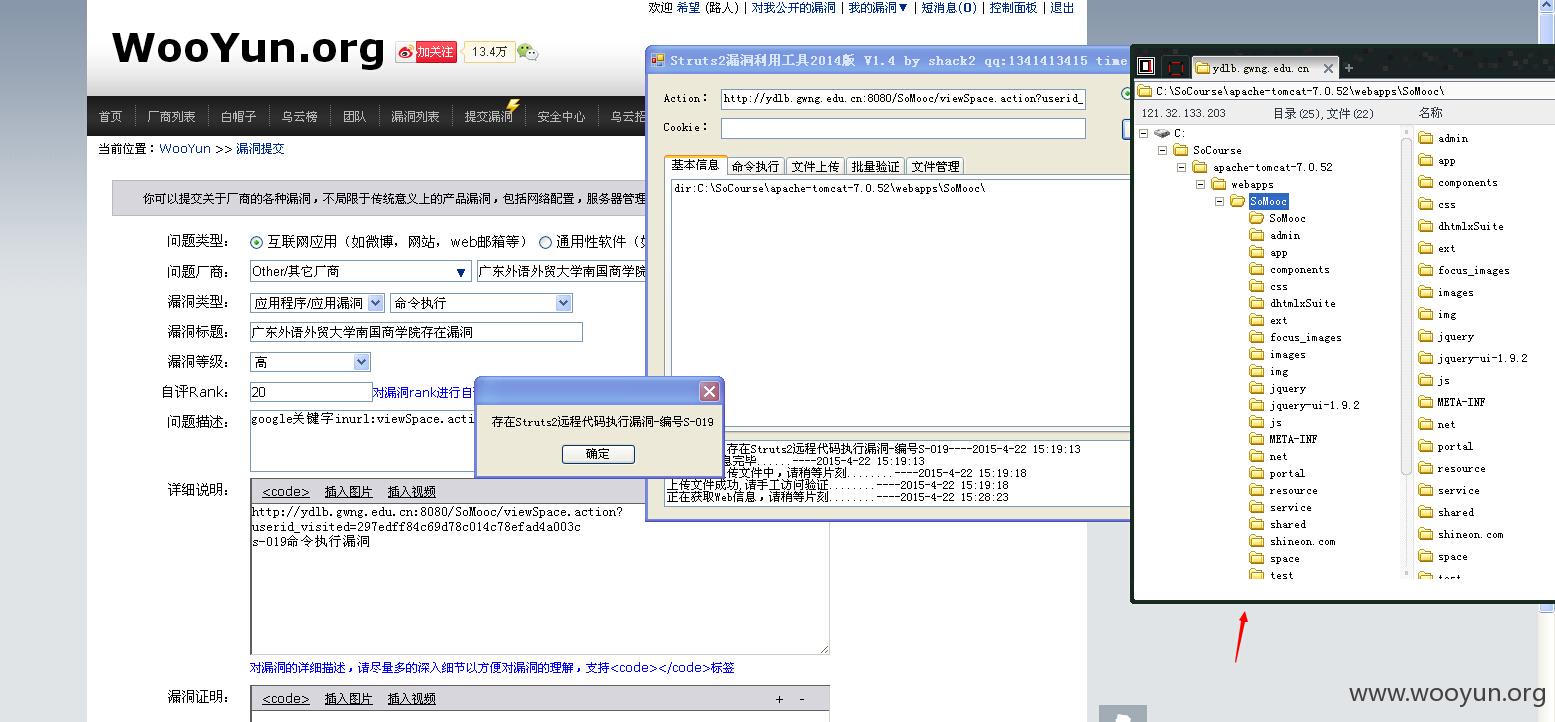 欢迎 希望 (路人) | 对我公开的漏洞 | 我的漏洞▼ | 短消息(0) | 控制面板 | 退出
WooYun.org
加关注
13.4万
首页 厂商列表 白帽子 乌云榜 团队 漏洞列表 提交漏洞 安全中心 乌云招
当前位置：WooYun >> 漏洞提交
你可以提交关于厂商的各种漏洞，不局限于传统意义上的产品漏洞，包括网络配置，服务器管理
问题类型： 互联网应用（如微博，网站，web邮箱等） 通用性软件（如
问题厂商： Other/其它厂商 广东外语外贸大学南国商学院
漏洞类型： 应用程序/应用漏洞 命令执行
漏洞标题： 广东外语外贸大学南国商学院存在漏洞
漏洞等级： 高
自评Rank： 20 对漏洞rank进行自
问题描述： google关键字inurl:viewSpace.acti
详细说明： <code> 插入图片 插入视频
http://ydlb.gwng.edu.cn:8080/SoMooc/viewSpace.action?
userid_visited=297edff84c69d78c014c78efad4a003c
s-019命令执行漏洞
对漏洞的详细描述，请尽量多的深入细节以方便对漏洞的理解，支持<code></code>标签
漏洞证明： <code> 插入图片 插入视频 + -
存在Struts2远程代码执行漏洞-编号S-019
确定
Struts2漏洞利用工具2014版 V1.4 by shack2 qq:1341413415 time
Action： http://ydlb.gwng.edu.cn:8080/SoMooc/viewSpace.action?userid_
Cookie：
基本信息 命令执行 文件上传 批量验证 文件管理
dir:C:\SoCourse\apache-tomcat-7.0.52\webapps\SoMooc\
存在Struts2远程代码执行漏洞-编号S-019----2015-4-22 15:19:13
息完毕......----2015-4-22 15:19:13
传文件中，请稍等片刻........----2015-4-22 15:19:18
上传文件成功,请手工访问验证........----2015-4-22 15:19:18
正在获取Web信息，请稍等片刻........----2015-4-22 15:28:23
ydlb.gwng.edu.cn
C:\SoCourse\apache-tomcat-7.0.52\webapps\SoMooc\
121.32.133.203 目录(25),文件(22) 名称
C:
SoCourse
apache-tomcat-7.0.52
webapps
SoMooc
SoMooc
admin
app
components
css
dhtmlxSuite
ext
focus_images
images
img
jquery
jquery-ui-1.9.2
js
META-INF
net
portal
resource
service
shared
shineon.com
space
test
admin
app
components
css
dhtmlxSuite
ext
focus_images
images
img
jquery
jquery-ui-1.9.2
js
META-INF
net
portal
resource
service
shared
shineon.com
space
www.wooyun.org